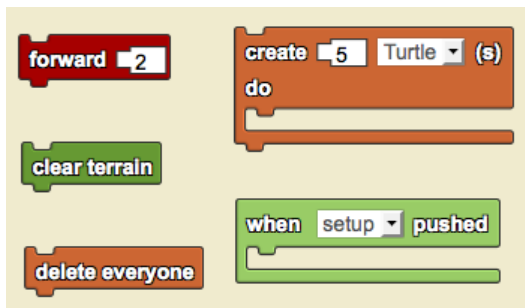 forward 2
create 5 Turtle (s)
do
clear terrain
when setup pushed
delete everyone